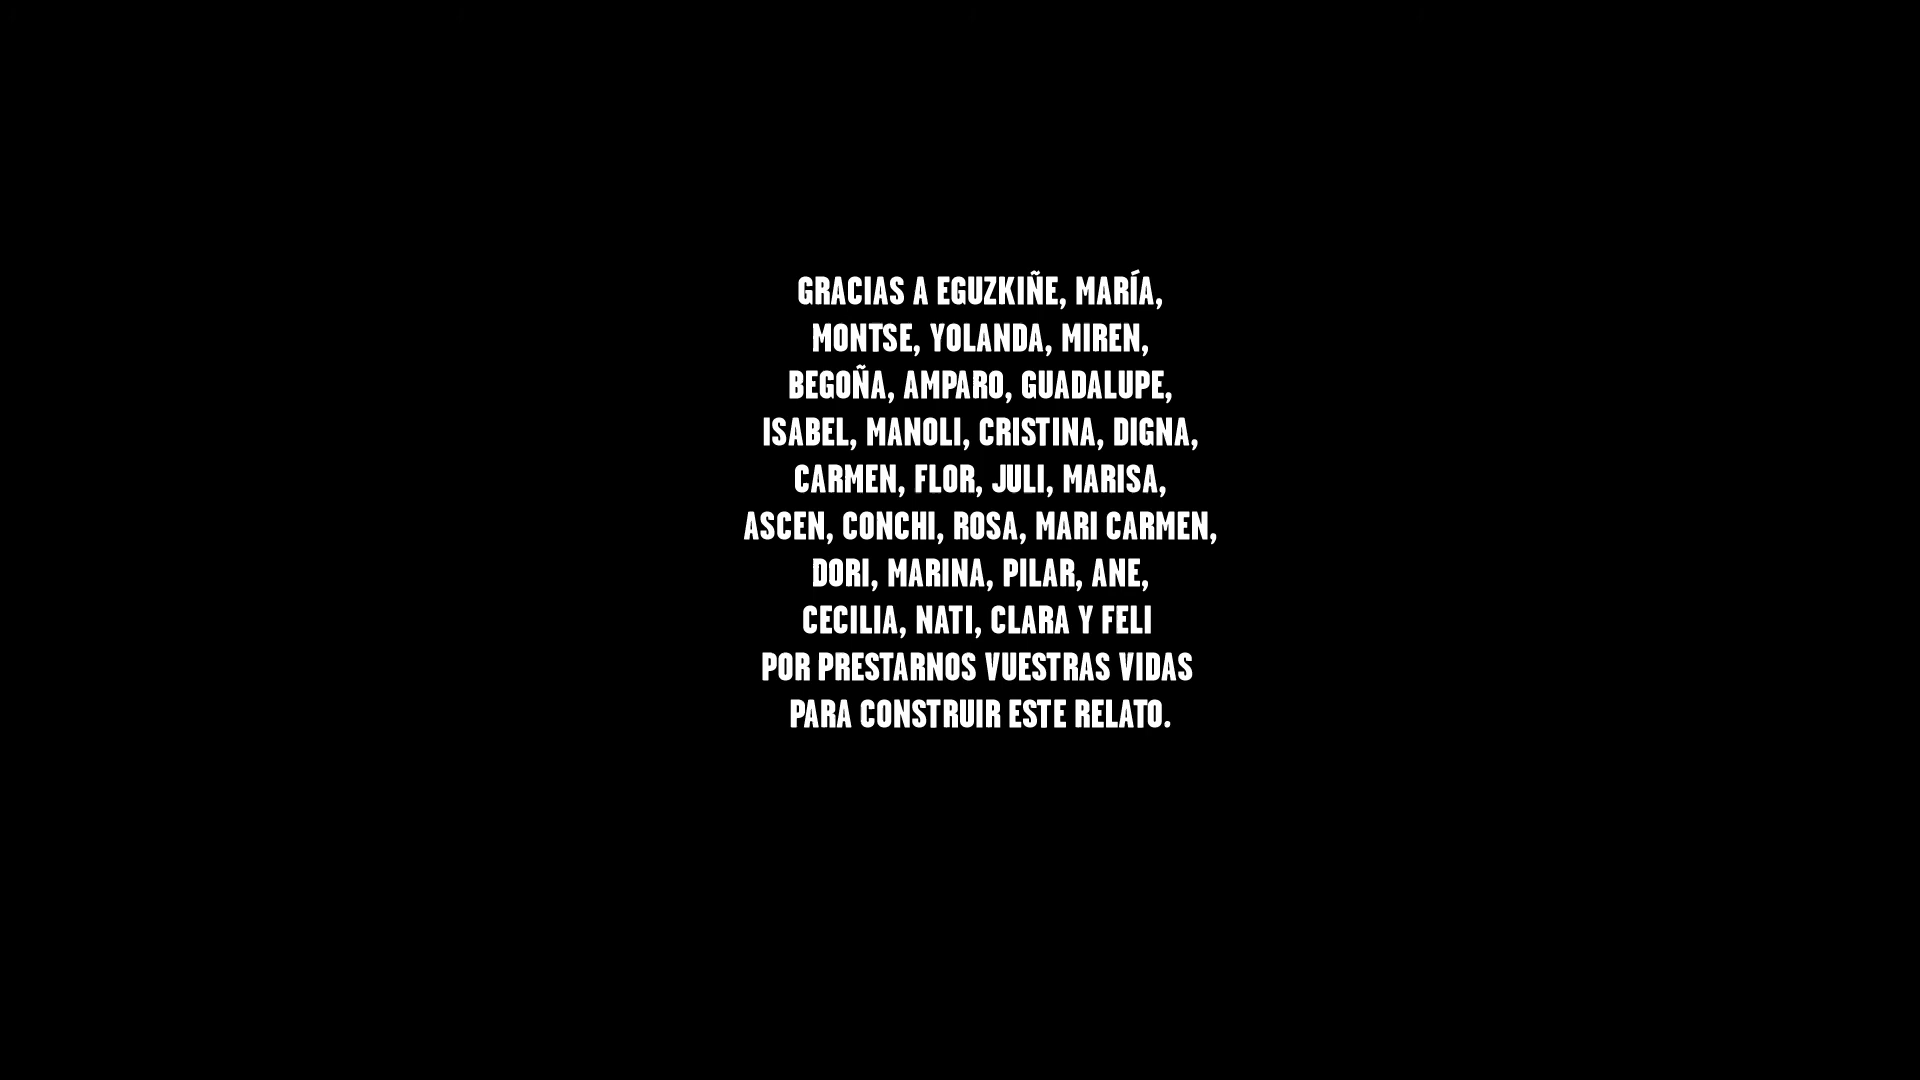 GRACIAS A EGUZKIÑE, MARÍA,
MONTSE, YOLANDA, MIREN,
BEGOÑA, AMPARO, GUADALUPE,
ISABEL, MANOLI, CRISTINA, DIGNA,
CARMEN, FLOR, JULI, MARISA,
ASCEN, CONCHI, ROSA, MARI CARMEN,
DORI, MARINA, PILAR, ANE,
CECILIA, NATI, CLARA Y FELI
POR PRESTARNOS VUESTRAS VIDAS
PARA CONSTRUIR ESTE RELATO.